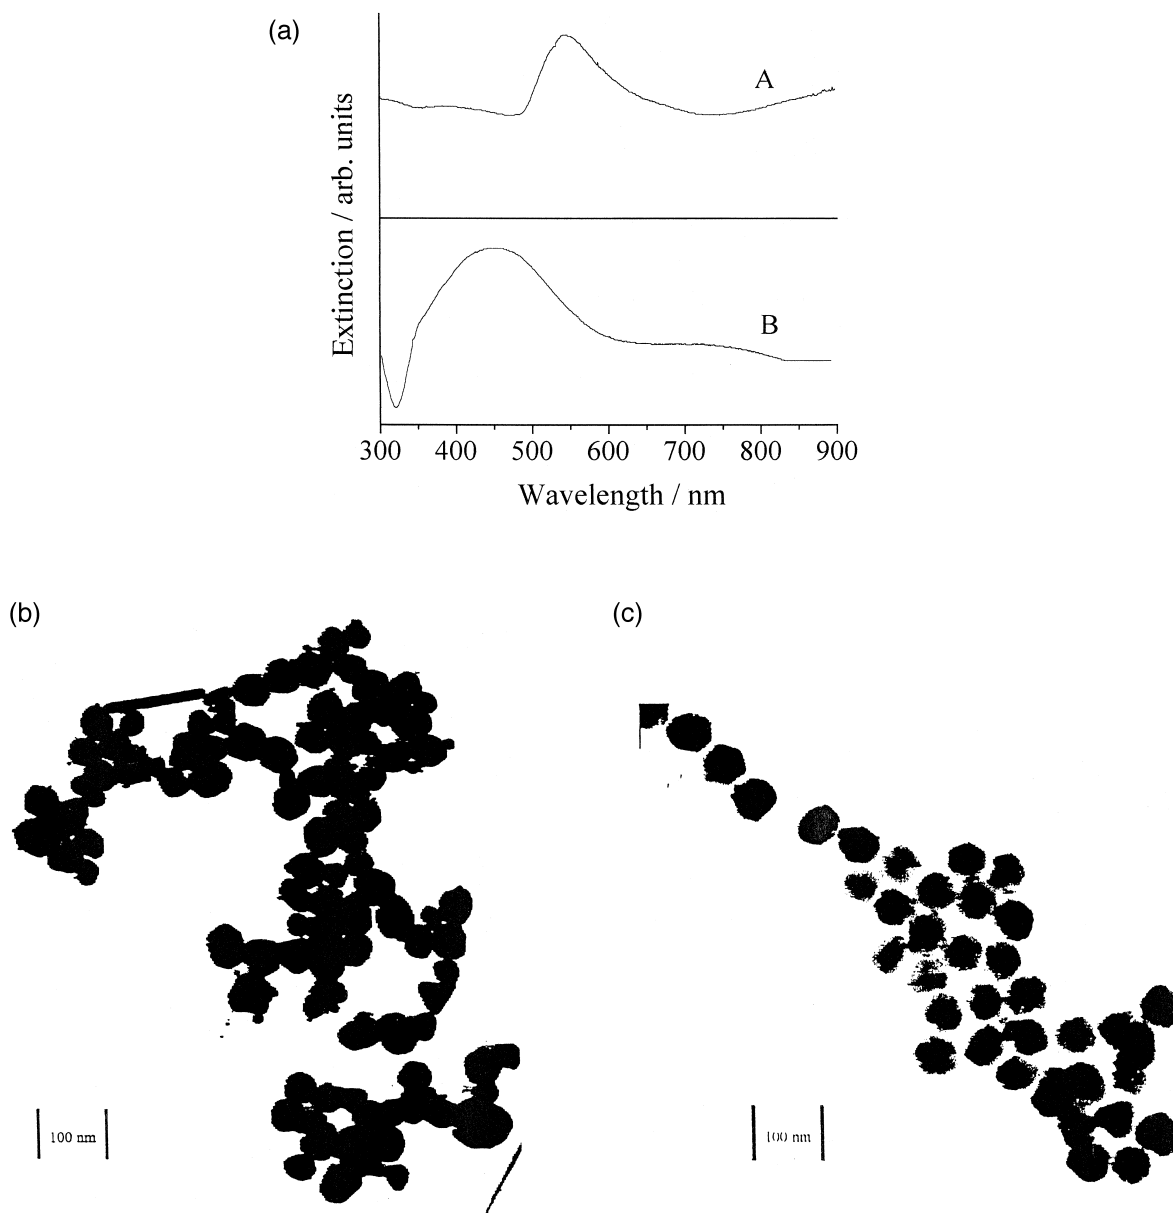 (a)
A
Extinction / arb. units
B
300 400 500 600 700 800 900
Wavelength / nm
(b)
(c)
100 nm
100 nm